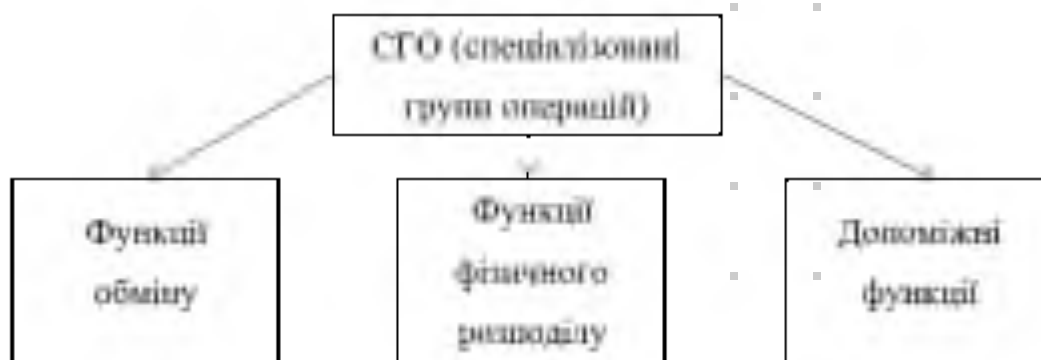 СГО (спеціалізовані
групи операцій)
Функції
обміну
Функції
фізичного
розподілу
Допоміжні
функції